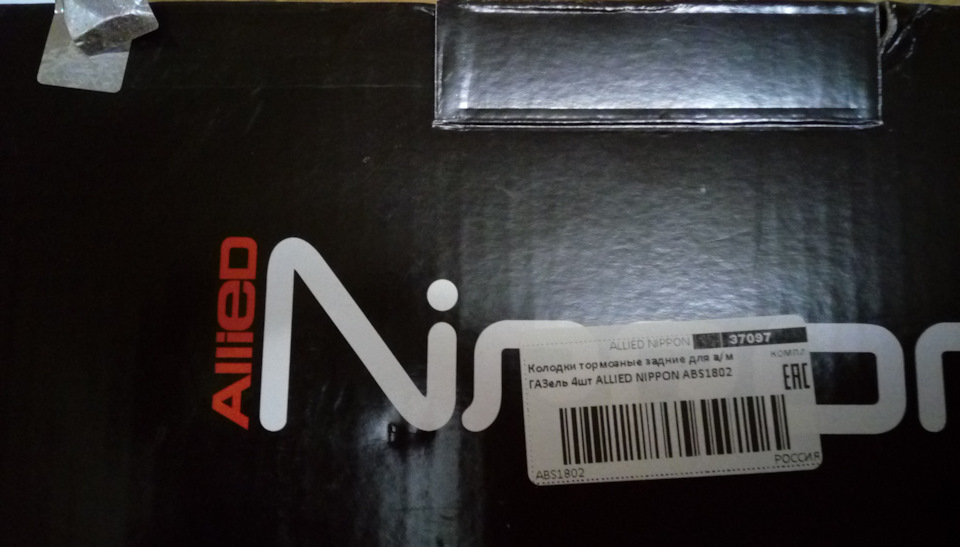 Allied
Nippon
ALLIED NIPPON 37097
Колодки тормозные задние для а/м
компл
ГАЗель 4шт ALLIED NIPPON ABS1802
EAC
ABS1802
РОССИЯ